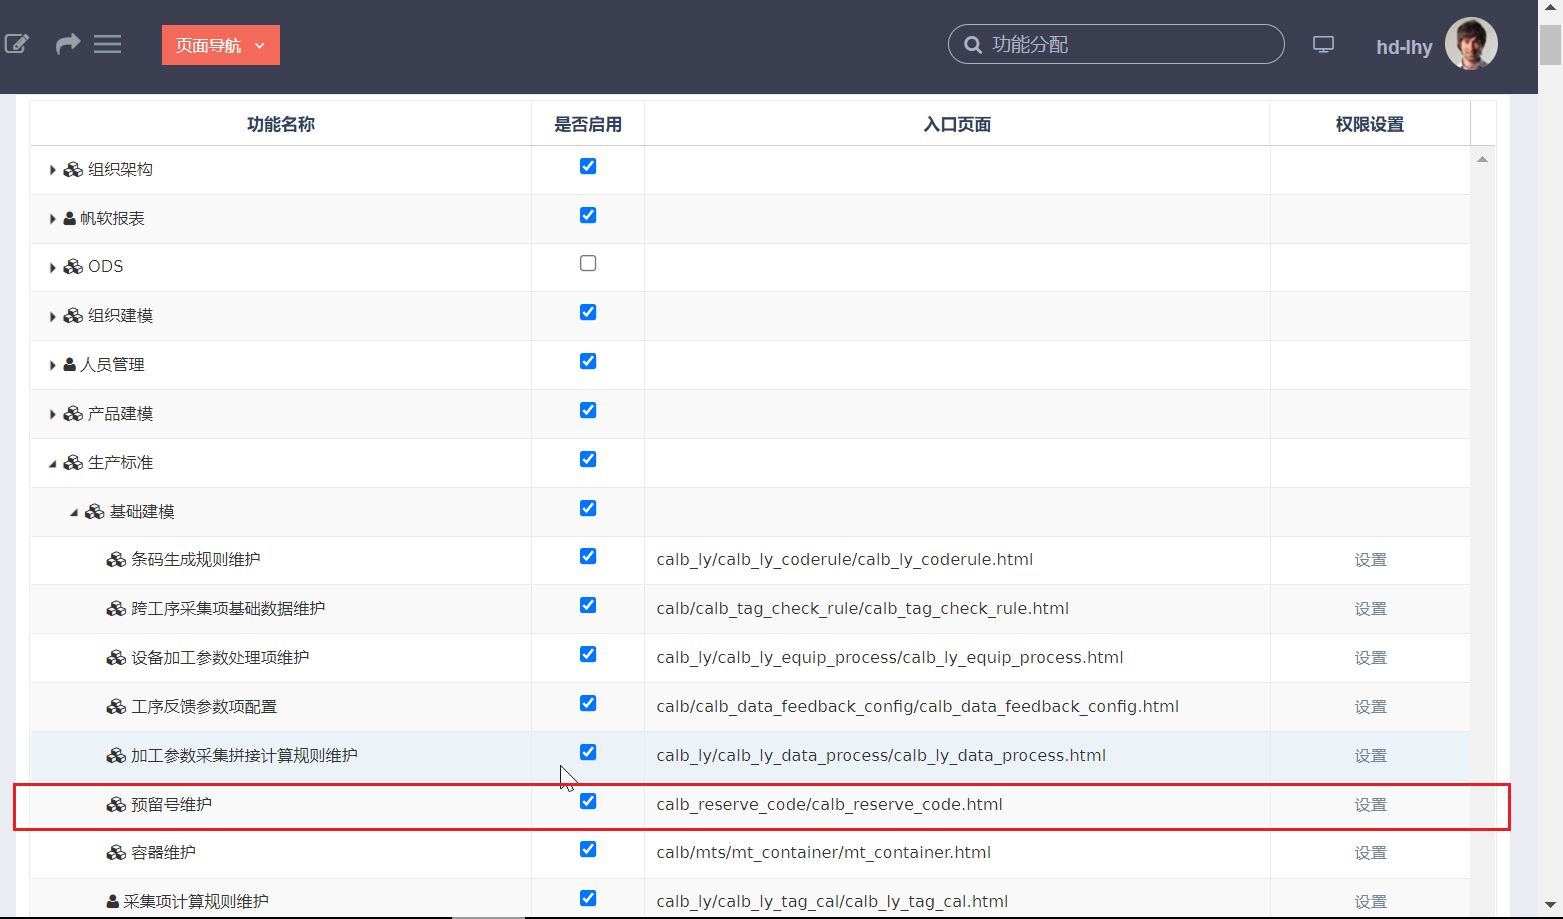 页面导航
功能分配
hd-lhy
功能名称 是否启用 入口页面 权限设置
组织架构
帆软报表
ODS
组织建模
人员管理
产品建模
生产标准
基础建模
条码生成规则维护 calb_ly/calb_ly_coderule/calb_ly_coderule.html 设置
跨工序采集项基础数据维护 calb/calb_tag_check_rule/calb_tag_check_rule.html 设置
设备加工参数处理项维护 calb_ly/calb_ly_equip_process/calb_ly_equip_process.html 设置
工序反馈参数项配置 calb/calb_data_feedback_config/calb_data_feedback_config.html 设置
加工参数采集拼接计算规则维护 calb_ly/calb_ly_data_process/calb_ly_data_process.html 设置
预留号维护 calb_reserve_code/calb_reserve_code.html 设置
容器维护 calb/mts/mt_container/mt_container.html 设置
采集项计算规则维护 calb_ly/calb_ly_tag_cal/calb_ly_tag_cal.html 设置